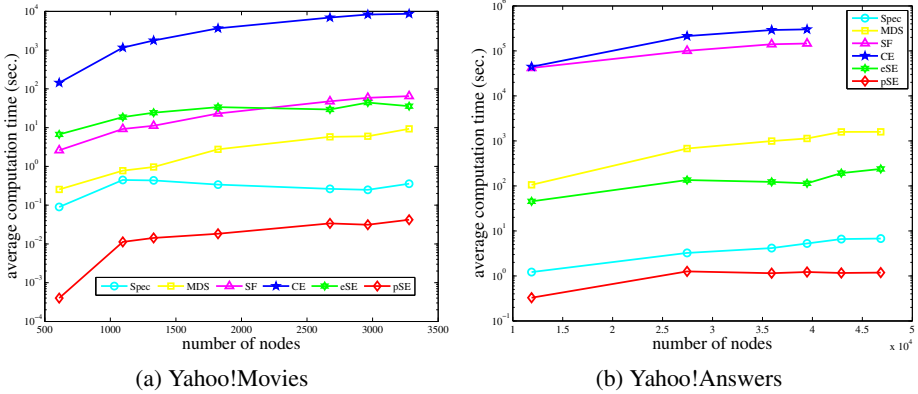 10^4
10^3
10^2
10^1
10^0
10^-1
10^-2
10^-3
10^-4
average computation time (sec.)
Spec MDS SF CE eSE pSE
500 1000 1500 2000 2500 3000 3500
number of nodes
(a) Yahoo!Movies
10^6
10^5
10^4
10^3
10^2
10^1
10^0
10^-1
average computation time (sec.)
Spec
MDS
SF
CE
eSE
pSE
1 1.5 2 2.5 3 3.5 4 4.5 5
x 10^4
number of nodes
(b) Yahoo!Answers